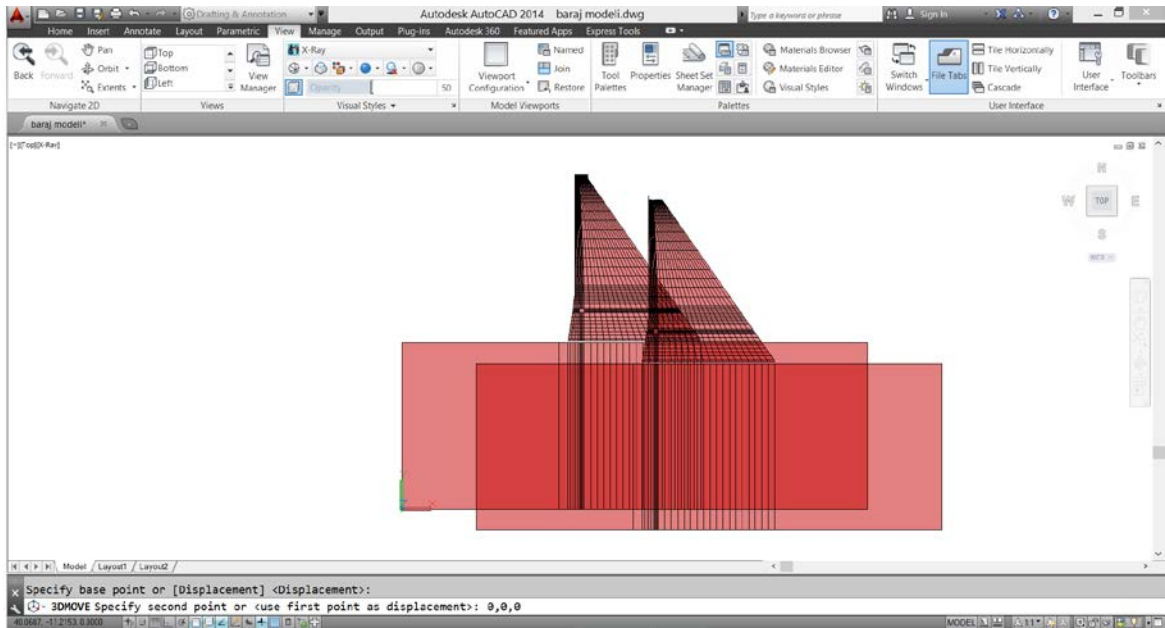 Drafting & Annotation
Autodesk AutoCAD 2014 baraj modeli.dwg
Type a keyword or phrase
Sign In
Home Insert Annotate Layout Parametric View Manage Output Plug-ins Autodesk 360 Featured Apps Express Tools
Back
Forward
Pan
Orbit
Extents
Navigate 2D
Top
Bottom
Left
View
Manager
Views
X-Ray
Opacity
50
Visual Styles
Viewport
Configuration
Named
Join
Restore
Model Viewports
Tool
Palettes
Properties
Sheet Set
Manager
Materials Browser
Materials Editor
Visual Styles
Palettes
Switch
Windows
File Tabs
Tile Horizontally
Tile Vertically
Cascade
User
Interface
Toolbars
User Interface
baraj modeli*
[-][Top][X-Ray]
N
W
TOP
E
S
WCS
X
Model Layout1 Layout2
Specify base point or [Displacement] <Displacement>:
3DMOVE Specify second point or <use first point as displacement>: 0,0,0
MODEL